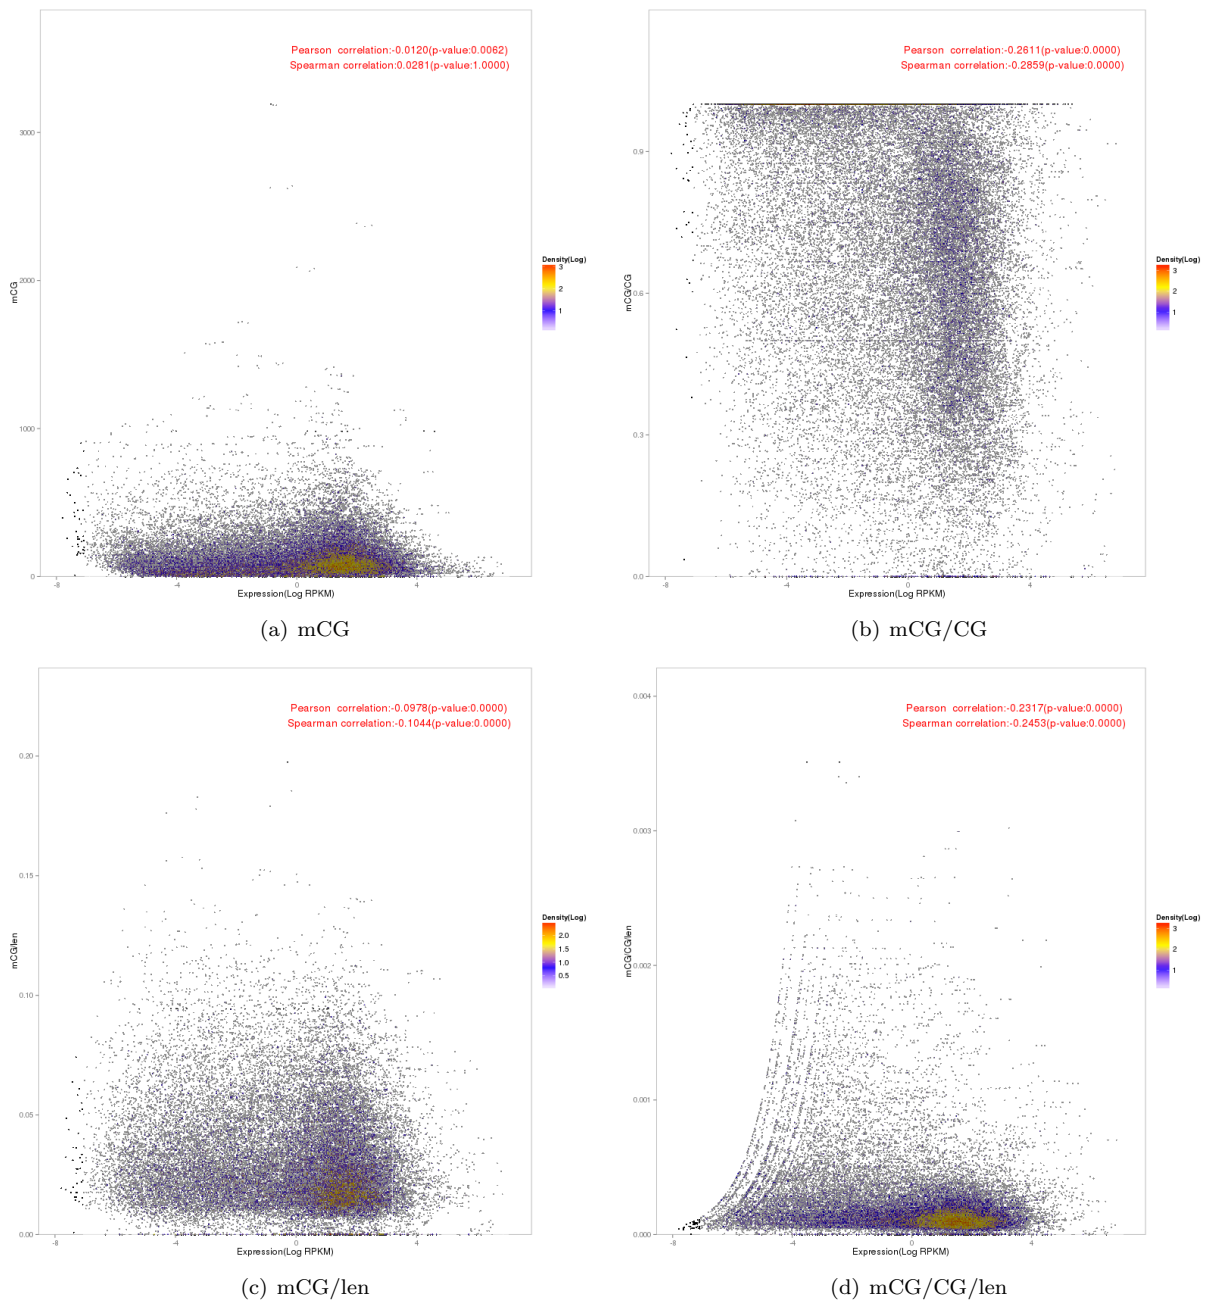 Pearson  correlation:-0.0120(p-value:0.0062)
Spearman correlation:0.0281(p-value:1.0000)
3000
2000
1000
0
mCG
-8
-4
0
4
Expression(Log RPKM)
Density(Log)
3
2
1
(a) mCG
Pearson  correlation:-0.2611(p-value:0.0000)
Spearman correlation:-0.2859(p-value:0.0000)
0.9
0.6
0.3
0.0
mCG/CG
-8
-4
0
4
Expression(Log RPKM)
Density(Log)
3
2
1
(b) mCG/CG
Pearson  correlation:-0.0978(p-value:0.0000)
Spearman correlation:-0.1044(p-value:0.0000)
0.20
0.15
0.10
0.05
0.00
mCG/len
-8
-4
0
4
Expression(Log RPKM)
Density(Log)
2.0
1.5
1.0
0.5
(c) mCG/len
Pearson  correlation:-0.2317(p-value:0.0000)
Spearman correlation:-0.2453(p-value:0.0000)
0.004
0.003
0.002
0.001
0.000
mCG/CG/len
-8
-4
0
4
Expression(Log RPKM)
Density(Log)
3
2
1
(d) mCG/CG/len